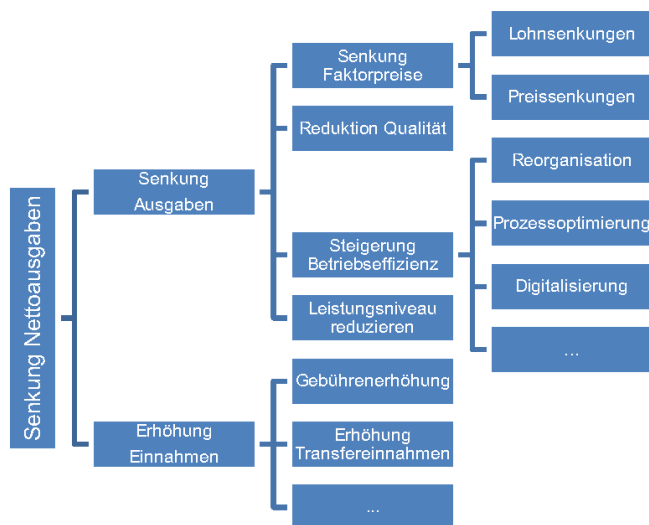 Senkung Nettoausgaben
Senkung
Ausgaben
Erhöhung
Einnahmen
Senkung
Faktorpreise
Reduktion Qualität
Steigerung
Betriebseffizienz
Leistungsniveau
reduzieren
Gebührenerhöhung
Erhöhung
Transfereinnahmen
...
Lohnsenkungen
Preissenkungen
Reorganisation
Prozessoptimierung
Digitalisierung
...